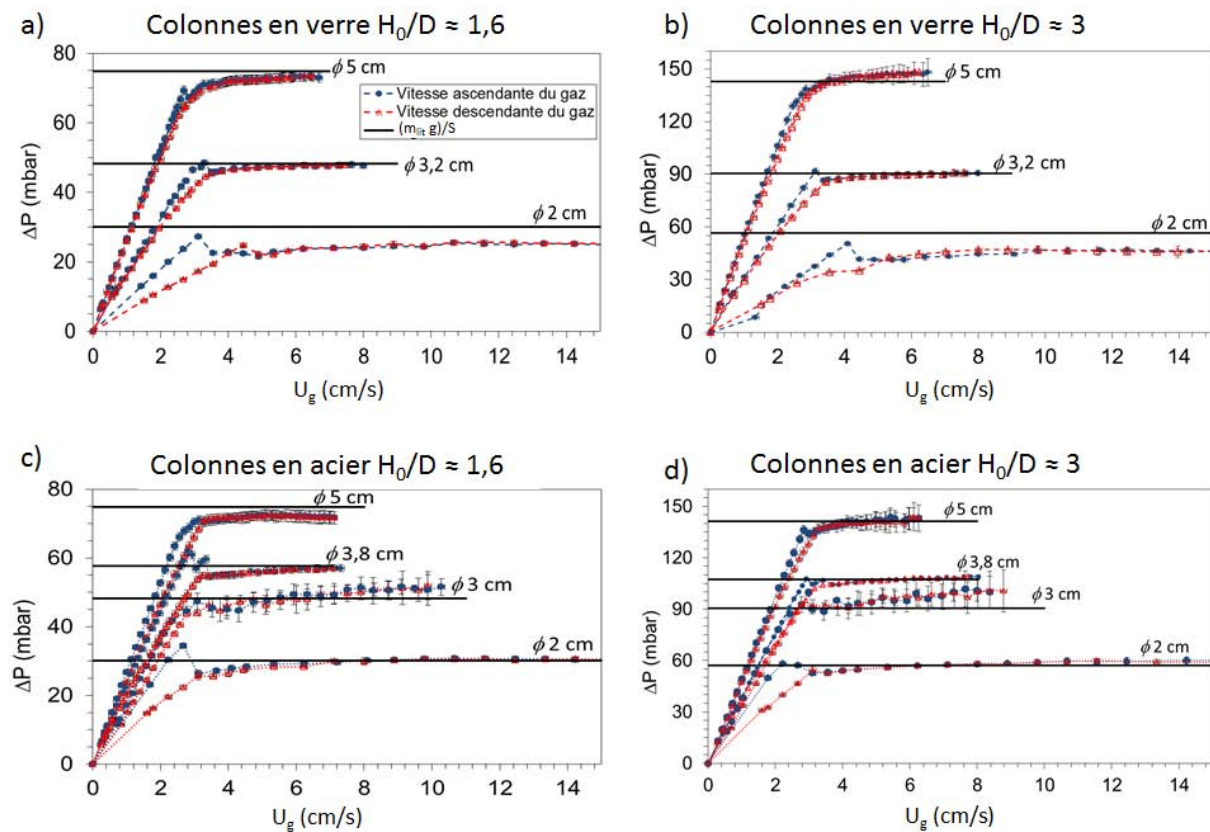 a) Colonnes en verre H₀/D ≈ 1,6
80
60
40
20
0
ΔP (mbar)
ϕ 5 cm
Vitesse ascendante du gaz
Vitesse descendante du gaz
(m_lit g)/S
ϕ 3,2 cm
ϕ 2 cm
0 2 4 6 8 10 12 14
U_g (cm/s)
b) Colonnes en verre H₀/D ≈ 3
150
120
90
60
30
0
ΔP (mbar)
ϕ 5 cm
ϕ 3,2 cm
ϕ 2 cm
0 2 4 6 8 10 12 14
U_g (cm/s)
c) Colonnes en acier H₀/D ≈ 1,6
80
60
40
20
0
ΔP (mbar)
ϕ 5 cm
ϕ 3,8 cm
ϕ 3 cm
ϕ 2 cm
0 2 4 6 8 10 12 14
U_g (cm/s)
d) Colonnes en acier H₀/D ≈ 3
150
120
90
60
30
0
ΔP (mbar)
ϕ 5 cm
ϕ 3,8 cm
ϕ 3 cm
ϕ 2 cm
0 2 4 6 8 10 12 14
U_g (cm/s)